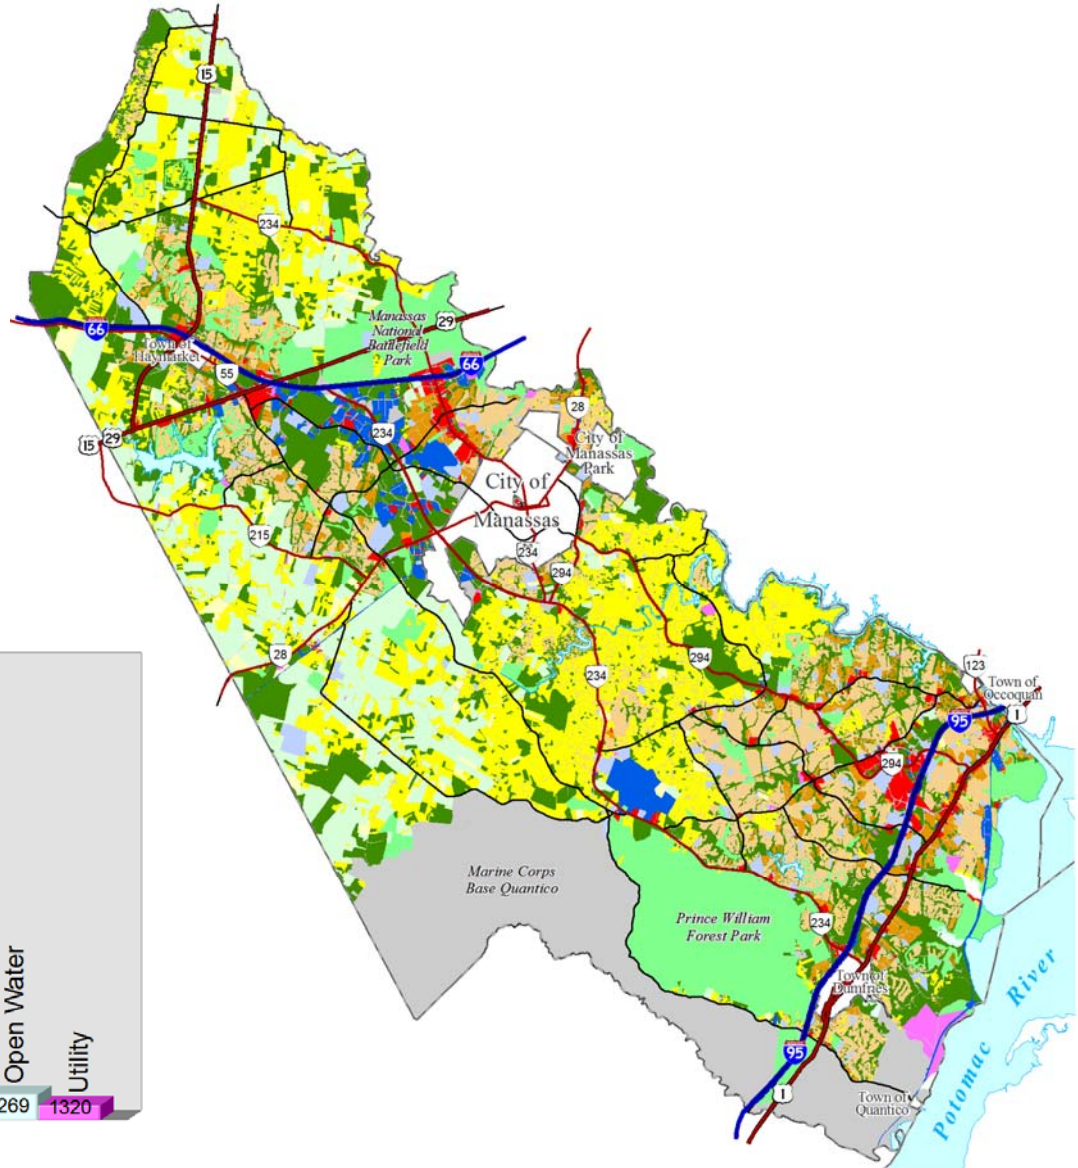 15
234
Manassas
National
Battlefield
Park
29
66
Town of
Haymarket
66
55
28
234
15
29
City of
Manassas
Park
City of
Manassas
215
234
294
28
294
234
123
Town of
Occoquan
1
95
294
Marine Corps
Base Quantico
Prince William
Forest Park
234
Town of
Dumfries
Potomac River
95
1
Town of
Quantico
Open Water
Utility
269
1320